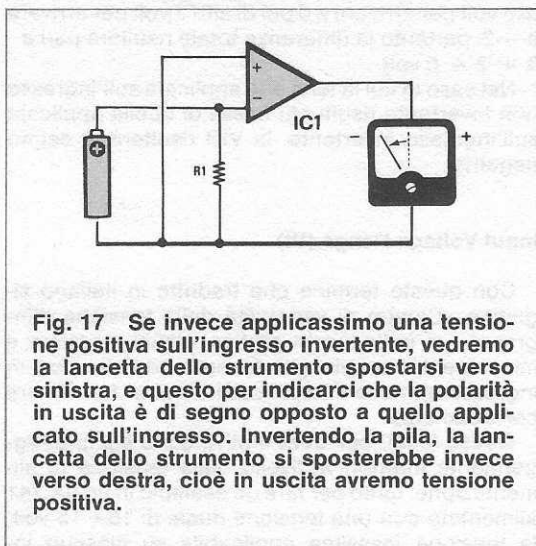 +
−
IC1
+
+
R1
Fig. 17 Se invece applicassimo una tensio-
ne positiva sull'ingresso invertente, vedremo
la lancetta dello strumento spostarsi verso
sinistra, e questo per indicarci che la polarità
in uscita è di segno opposto a quello appli-
cato sull'ingresso. Invertendo la pila, la lan-
cetta dello strumento si sposterebbe invece
verso destra, cioè in uscita avremo tensione
positiva.